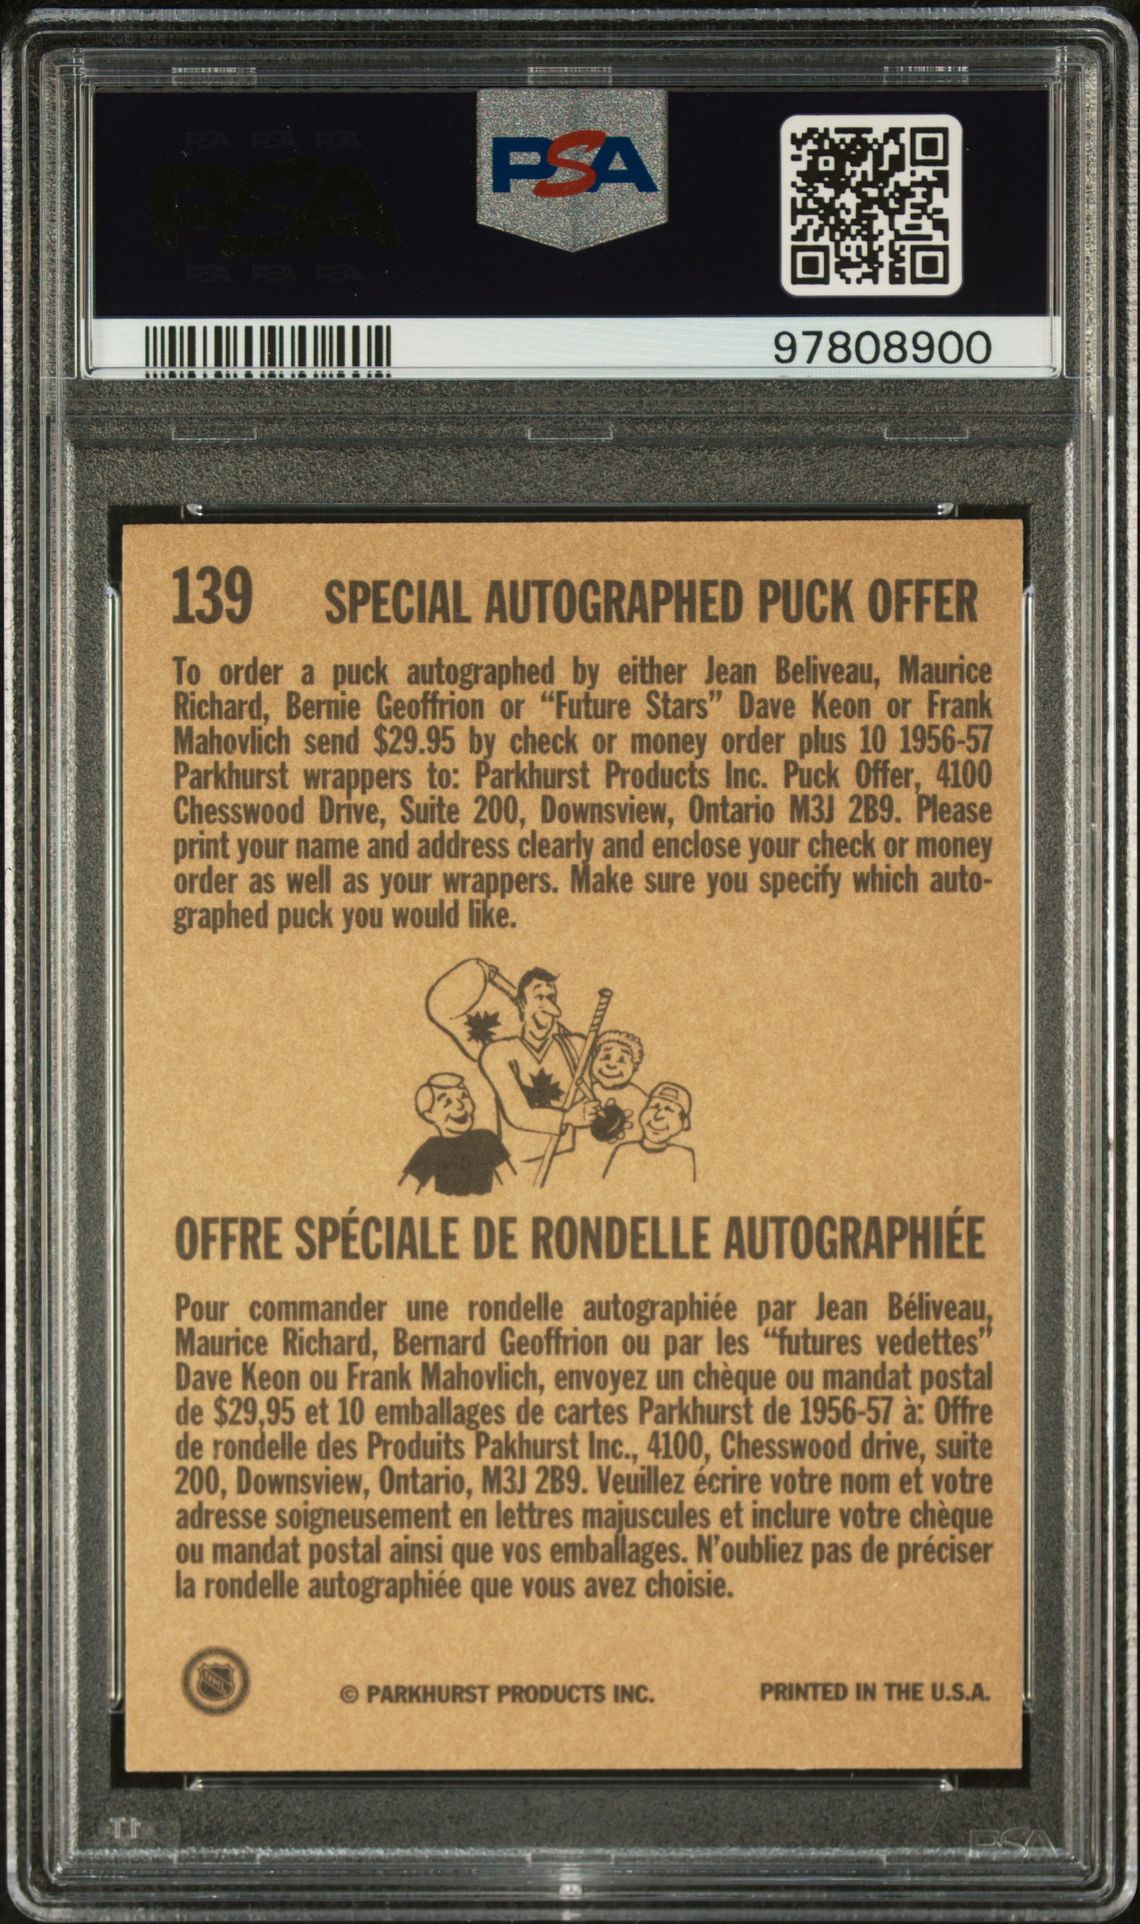 PSA PSA PSA
PSA
PSA PSA PSA
PSA
97808900
139 SPECIAL AUTOGRAPHED PUCK OFFER
To order a puck autographed by either Jean Beliveau, Maurice
Richard, Bernie Geoffrion or “Future Stars” Dave Keon or Frank
Mahovlich send $29.95 by check or money order plus 10 1956-57
Parkhurst wrappers to: Parkhurst Products Inc. Puck Offer, 4100
Chesswood Drive, Suite 200, Downsview, Ontario M3J 2B9. Please
print your name and address clearly and enclose your check or money
order as well as your wrappers. Make sure you specify which auto-
graphed puck you would like.
OFFRE SPÉCIALE DE RONDELLE AUTOGRAPHIÉE
Pour commander une rondelle autographiée par Jean Béliveau,
Maurice Richard, Bernard Geoffrion ou par les “futures vedettes”
Dave Keon ou Frank Mahovlich, envoyez un chèque ou mandat postal
de $29,95 et 10 emballages de cartes Parkhurst de 1956-57 à: Offre
de rondelle des Produits Pakhurst Inc., 4100, Chesswood drive, suite
200, Downsview, Ontario, M3J 2B9. Veuillez écrire votre nom et votre
adresse soigneusement en lettres majuscules et inclure votre chèque
ou mandat postal ainsi que vos emballages. N’oubliez pas de préciser
la rondelle autographiée que vous avez choisie.
NHL
© PARKHURST PRODUCTS INC. PRINTED IN THE U.S.A.
PSA